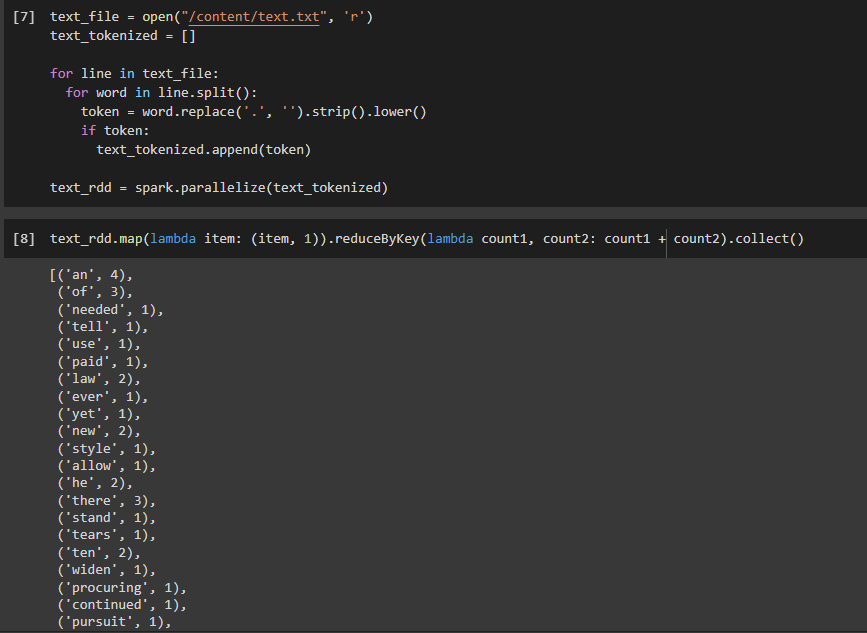 [7] text_file = open("/content/text.txt", 'r')
text_tokenized = []
for line in text_file:
for word in line.split():
token = word.replace('.', '').strip().lower()
if token:
text_tokenized.append(token)
text_rdd = spark.parallelize(text_tokenized)
[8] text_rdd.map(lambda item: (item, 1)).reduceByKey(lambda count1, count2: count1 + count2).collect()
[('an', 4),
('of', 3),
('needed', 1),
('tell', 1),
('use', 1),
('paid', 1),
('law', 2),
('ever', 1),
('yet', 1),
('new', 2),
('style', 1),
('allow', 1),
('he', 2),
('there', 3),
('stand', 1),
('tears', 1),
('ten', 2),
('widen', 1),
('procuring', 1),
('continued', 1),
('pursuit', 1),